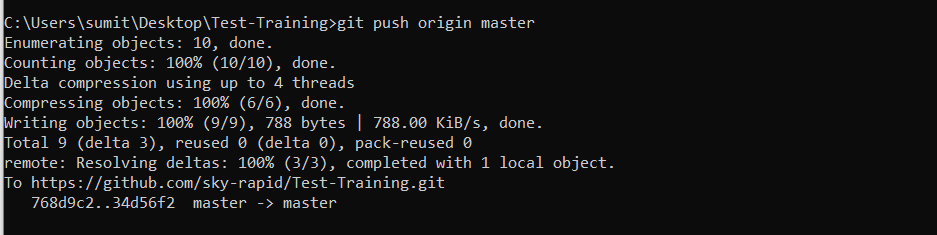 C:\Users\sumit\Desktop\Test-Training>git push origin master
Enumerating objects: 10, done.
Counting objects: 100% (10/10), done.
Delta compression using up to 4 threads
Compressing objects: 100% (6/6), done.
Writing objects: 100% (9/9), 788 bytes | 788.00 KiB/s, done.
Total 9 (delta 3), reused 0 (delta 0), pack-reused 0
remote: Resolving deltas: 100% (3/3), completed with 1 local object.
To https://github.com/sky-rapid/Test-Training.git
   768d9c2..34d56f2  master -> master